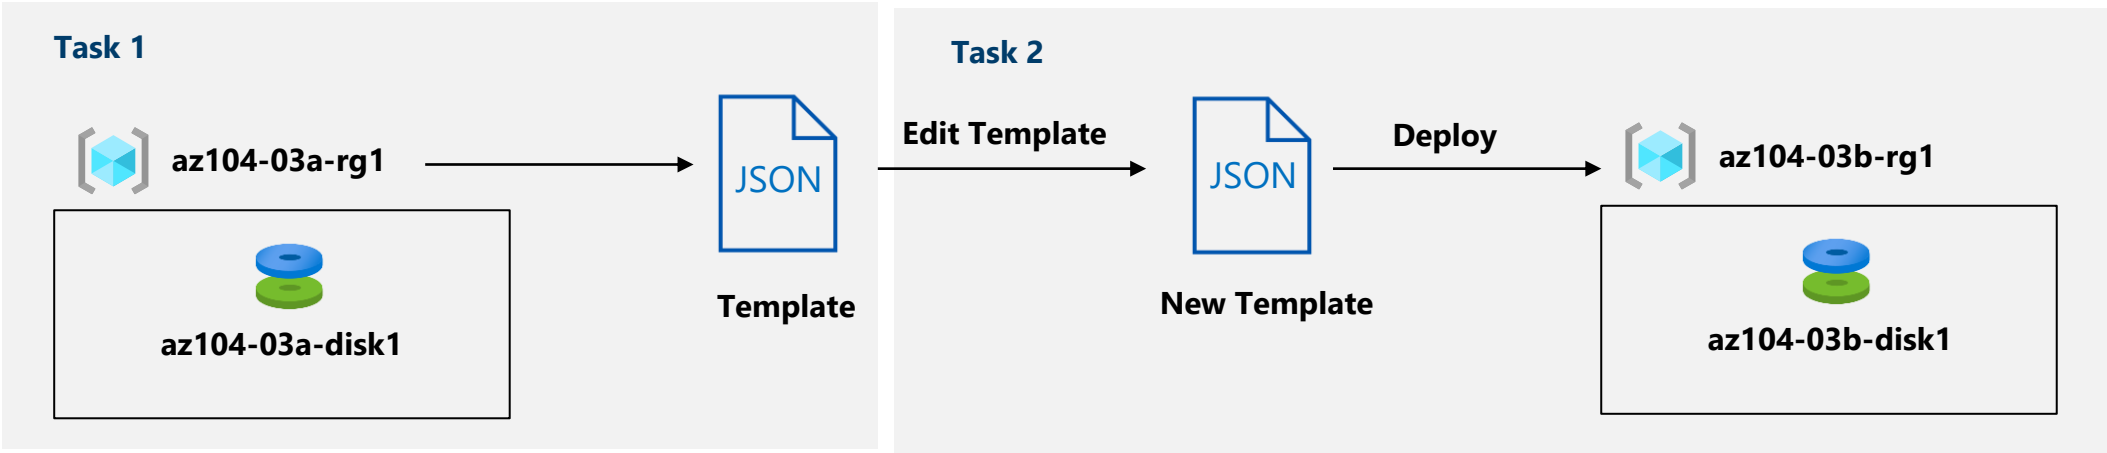 Task 1
az104-03a-rg1
az104-03a-disk1
JSON
Template
Task 2
Edit Template
JSON
New Template
Deploy
az104-03b-rg1
az104-03b-disk1